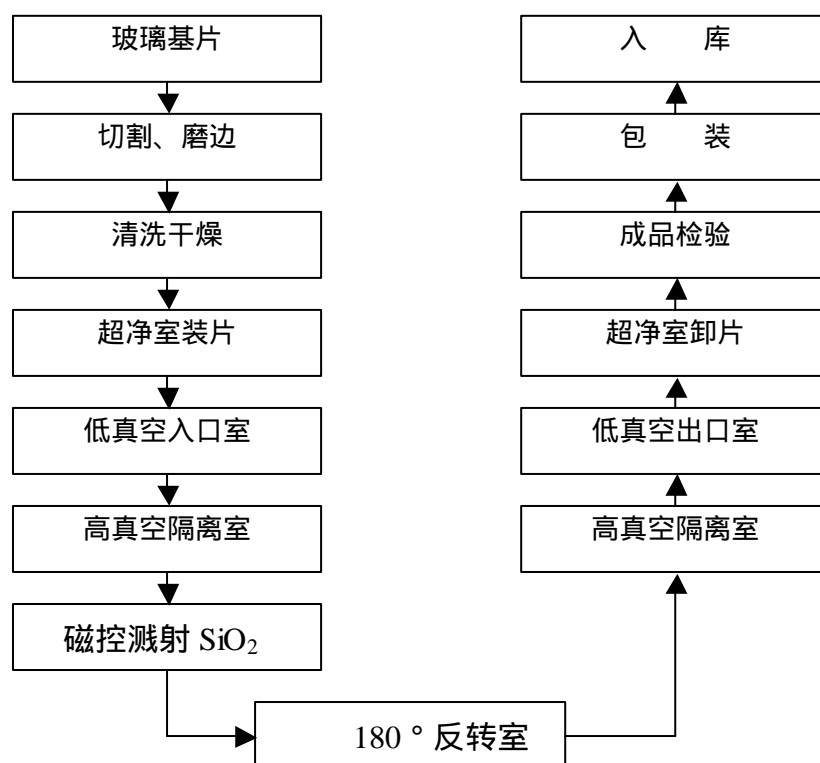 玻璃基片
切割、磨边
清洗干燥
超净室装片
低真空入口室
高真空隔离室
磁控溅射 SiO₂
180 ° 反转室
高真空隔离室
低真空出口室
超净室卸片
成品检验
包 装
入 库